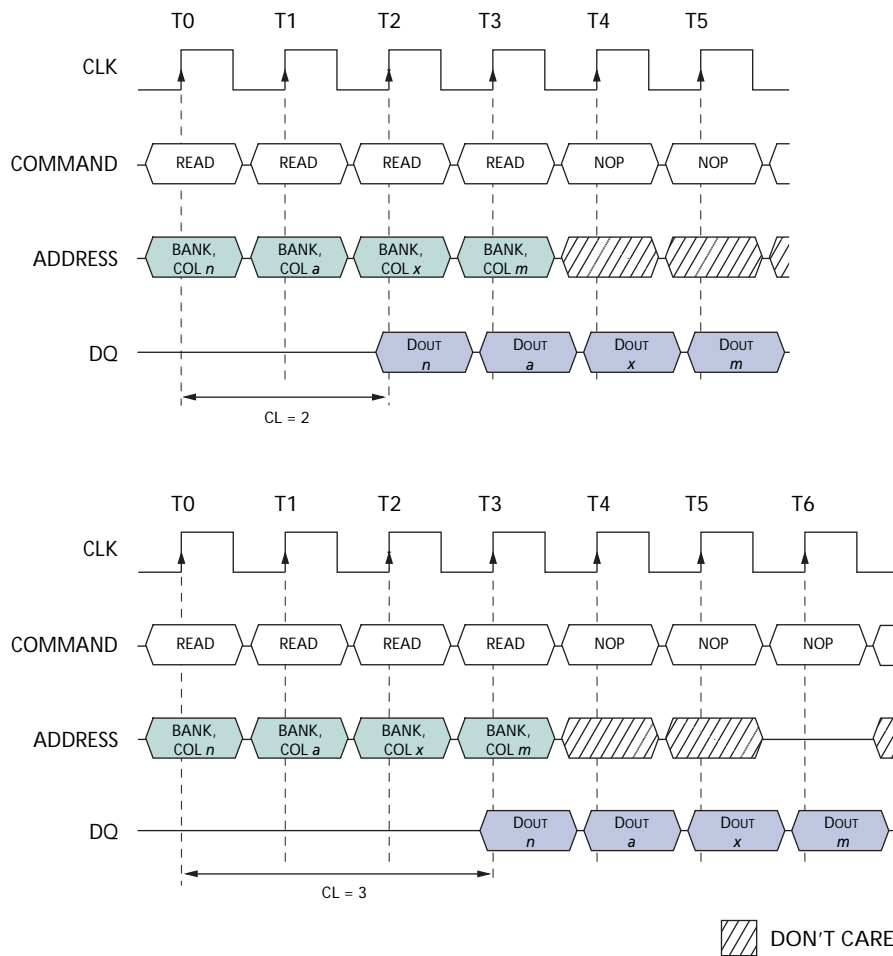 T0 T1 T2 T3 T4 T5
CLK
COMMAND READ READ READ READ NOP NOP
ADDRESS BANK, COL n BANK, COL a BANK, COL x BANK, COL m
DQ DOUT n DOUT a DOUT x DOUT m
CL = 2
T0 T1 T2 T3 T4 T5 T6
CLK
COMMAND READ READ READ READ NOP NOP NOP
ADDRESS BANK, COL n BANK, COL a BANK, COL x BANK, COL m
DQ DOUT n DOUT a DOUT x DOUT m
CL = 3
DON'T CARE